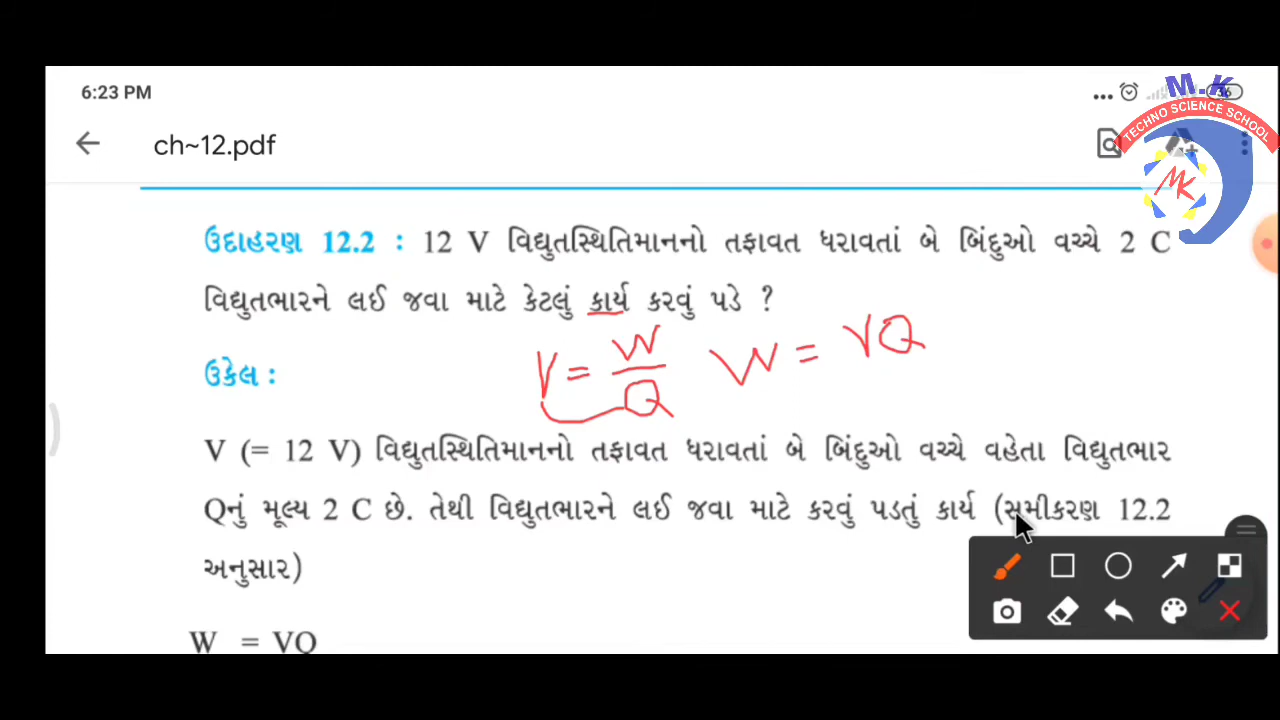 6:23 PM
36
M.K
TECHNO SCIENCE SCHOOL
MK
ch~12.pdf
ઉદાહરણ 12.2 : 12 V વિદ્યુતસ્થિતિમાનનો તફાવત ધરાવતાં બે બિંદુઓ વચ્ચે 2 C
વિદ્યુતભારને લઈ જવા માટે કેટલું કાર્ય કરવું પડે ?
V = W/Q W = VQ
ઉકેલ :
V (= 12 V) વિદ્યુતસ્થિતિમાનનો તફાવત ધરાવતાં બે બિંદુઓ વચ્ચે વહેતા વિદ્યુતભાર
Qનું મૂલ્ય 2 C છે. તેથી વિદ્યુતભારને લઈ જવા માટે કરવું પડતું કાર્ય (સમીકરણ 12.2
અનુસાર)
W = VQ